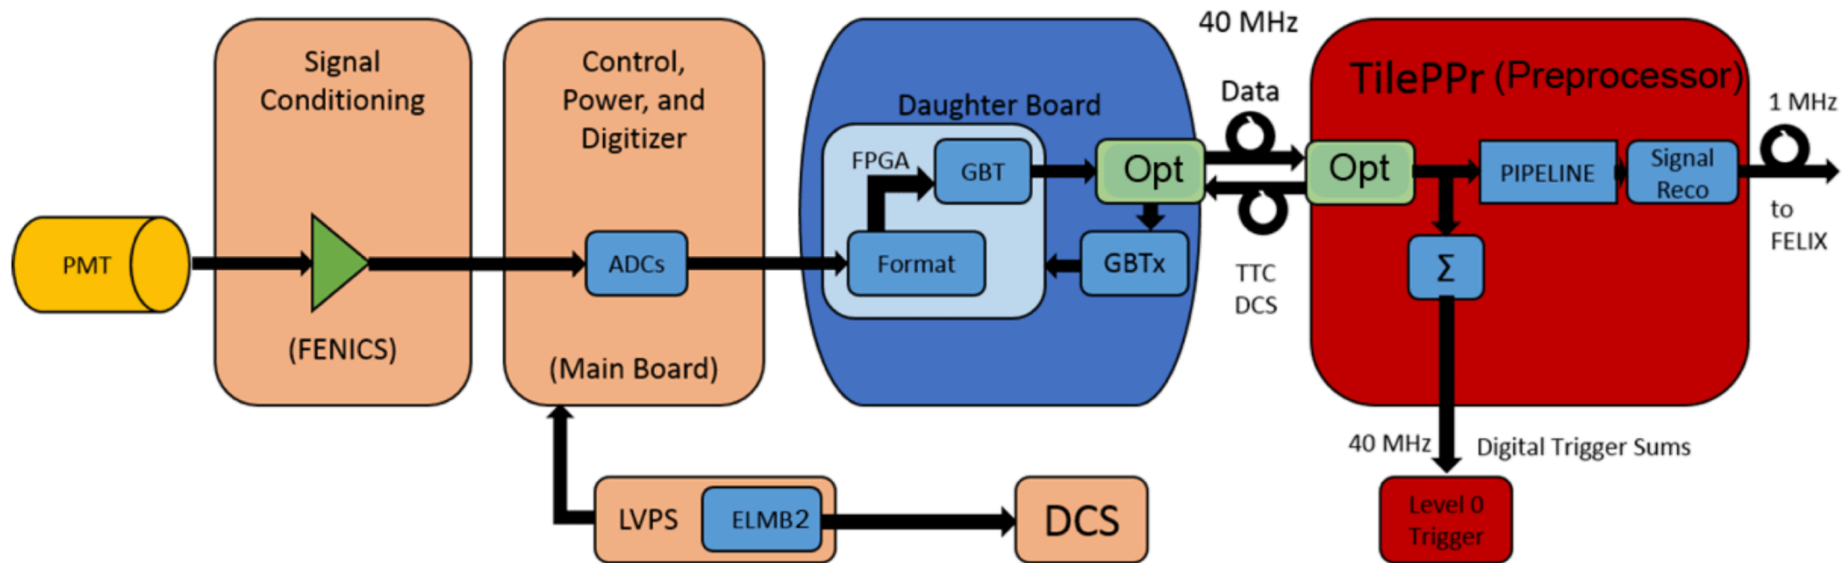 PMT
Signal
Conditioning
(FENICS)
Control,
Power, and
Digitizer
ADCs
(Main Board)
Daughter Board
FPGA
GBT
Format
Opt
GBTx
40 MHz
Data
TTC
DCS
TilePPr (Preprocessor)
Opt
PIPELINE
Signal
Reco
Σ
1 MHz
to
FELIX
40 MHz
Digital Trigger Sums
Level 0
Trigger
LVPS
ELMB2
DCS